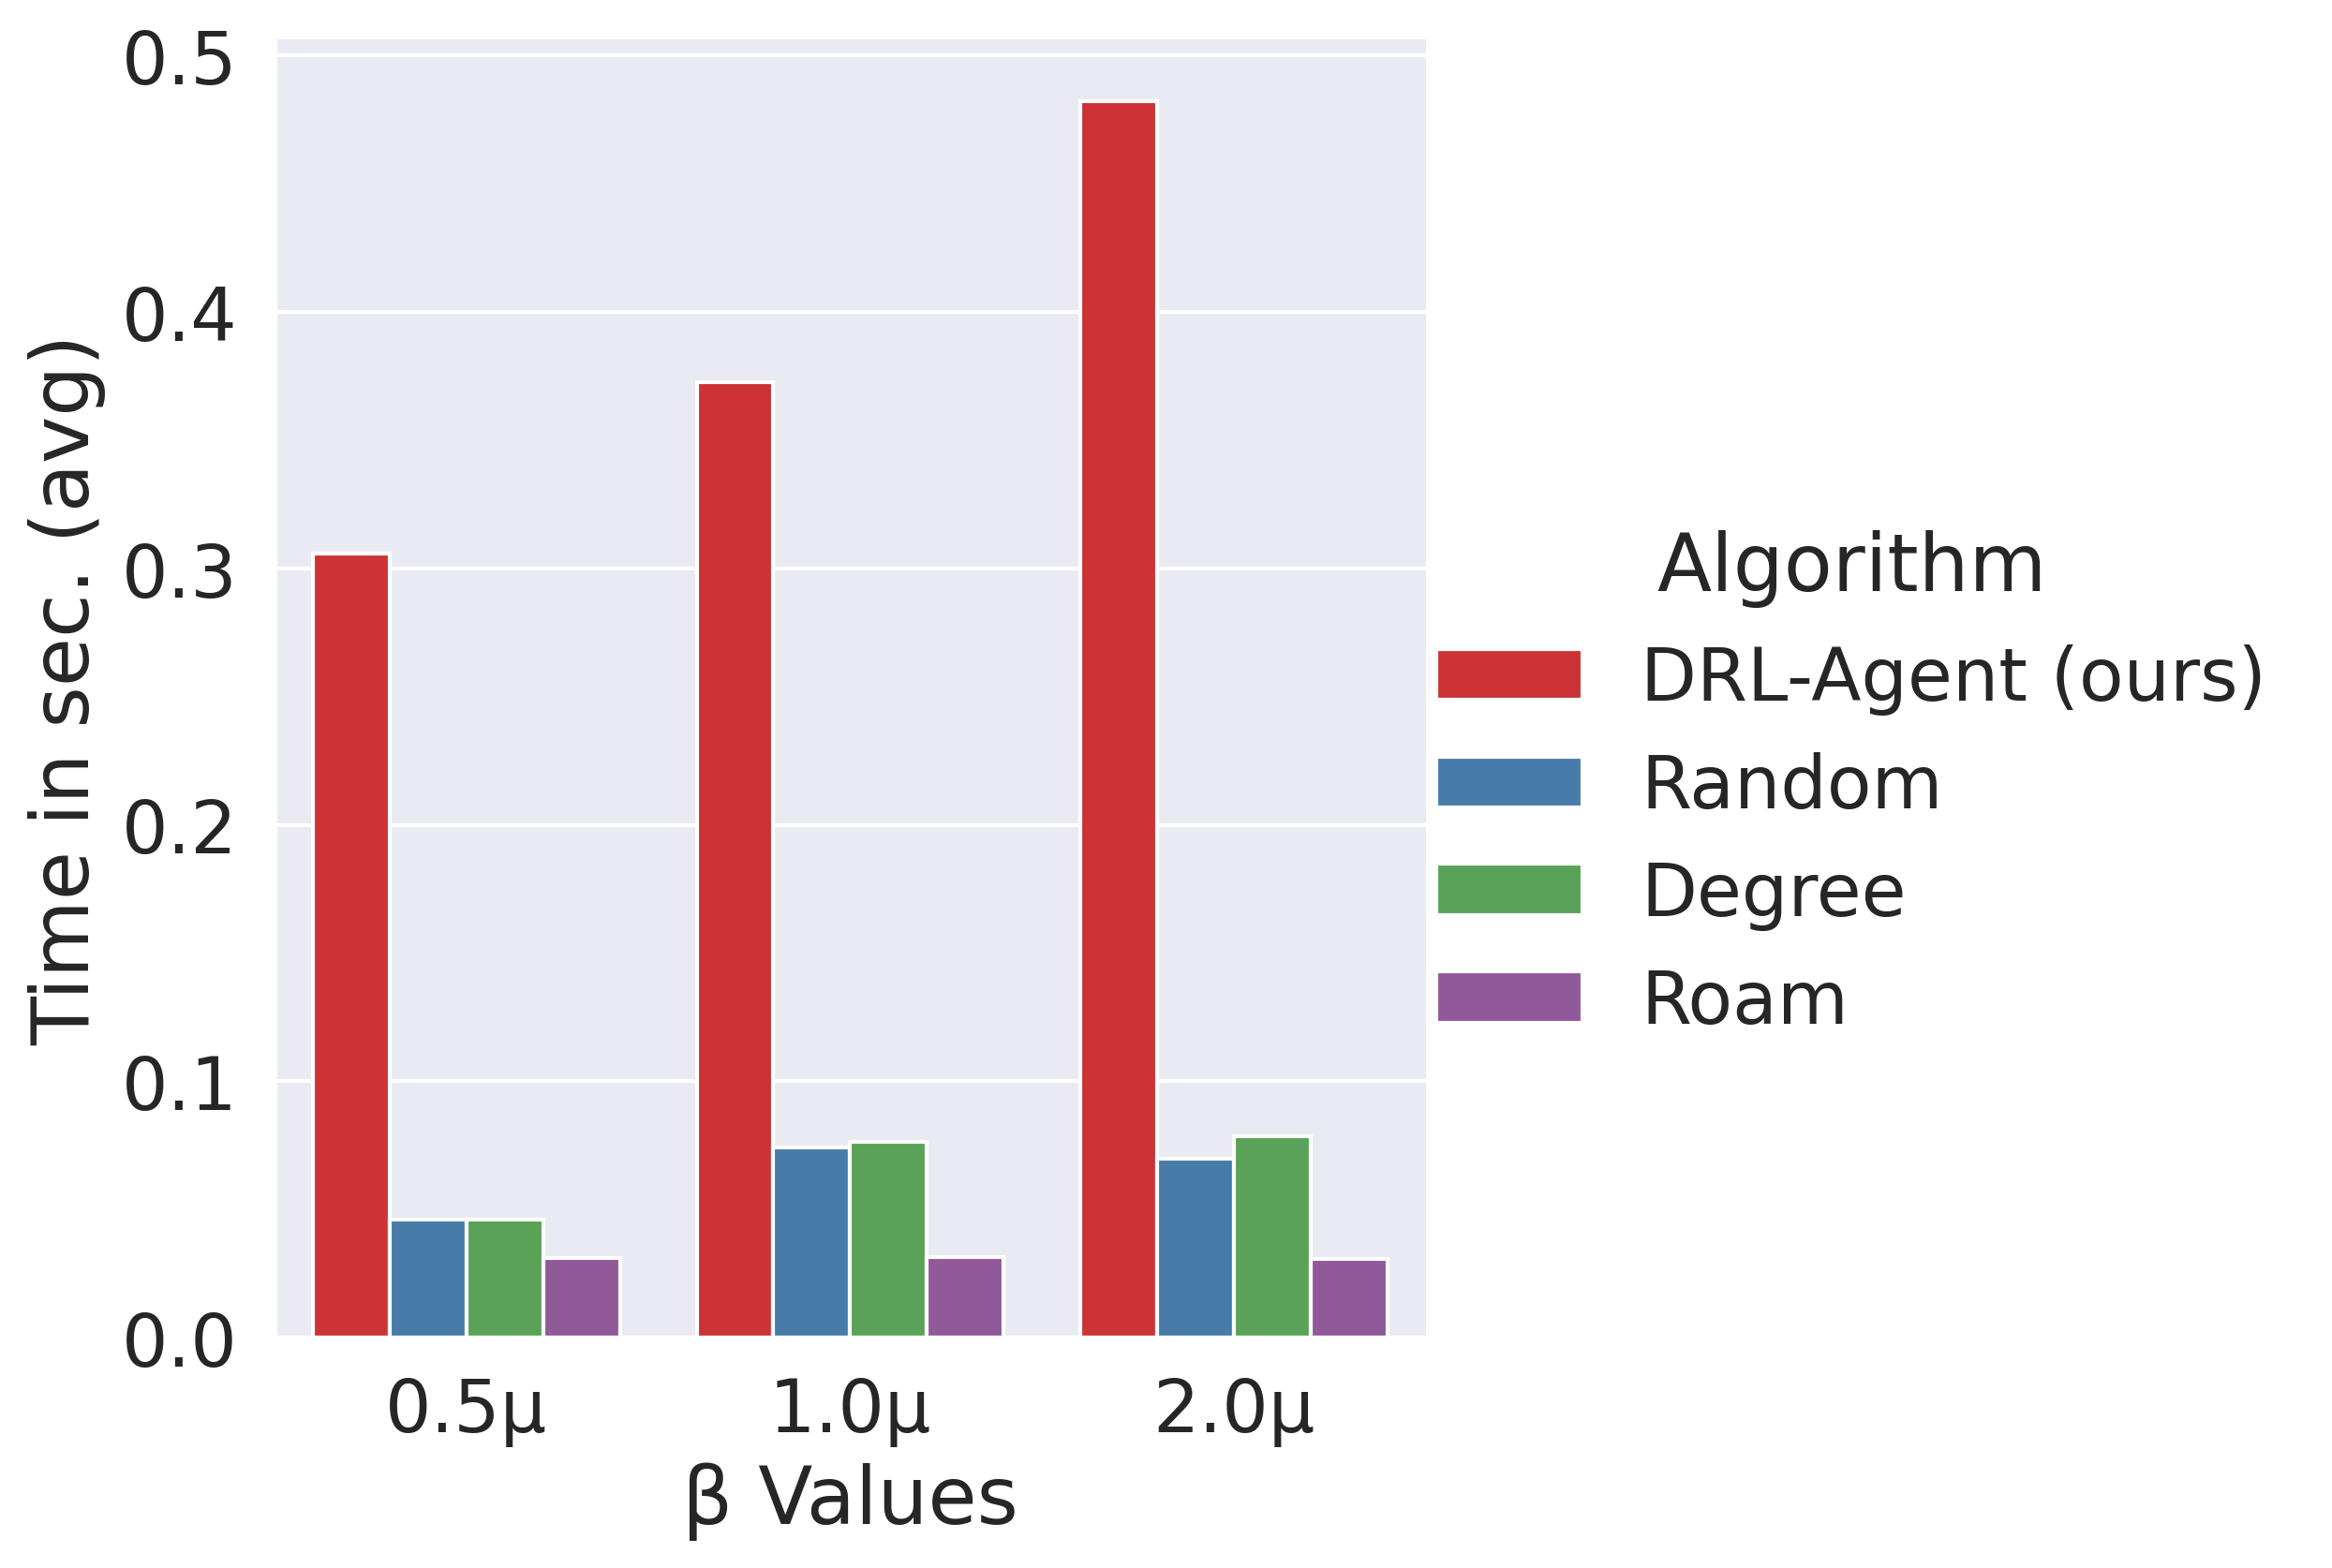 Time in sec. (avg)
0.5
0.4
0.3
0.2
0.1
0.0
0.5µ 1.0µ 2.0µ
β Values
Algorithm
DRL-Agent (ours)
Random
Degree
Roam